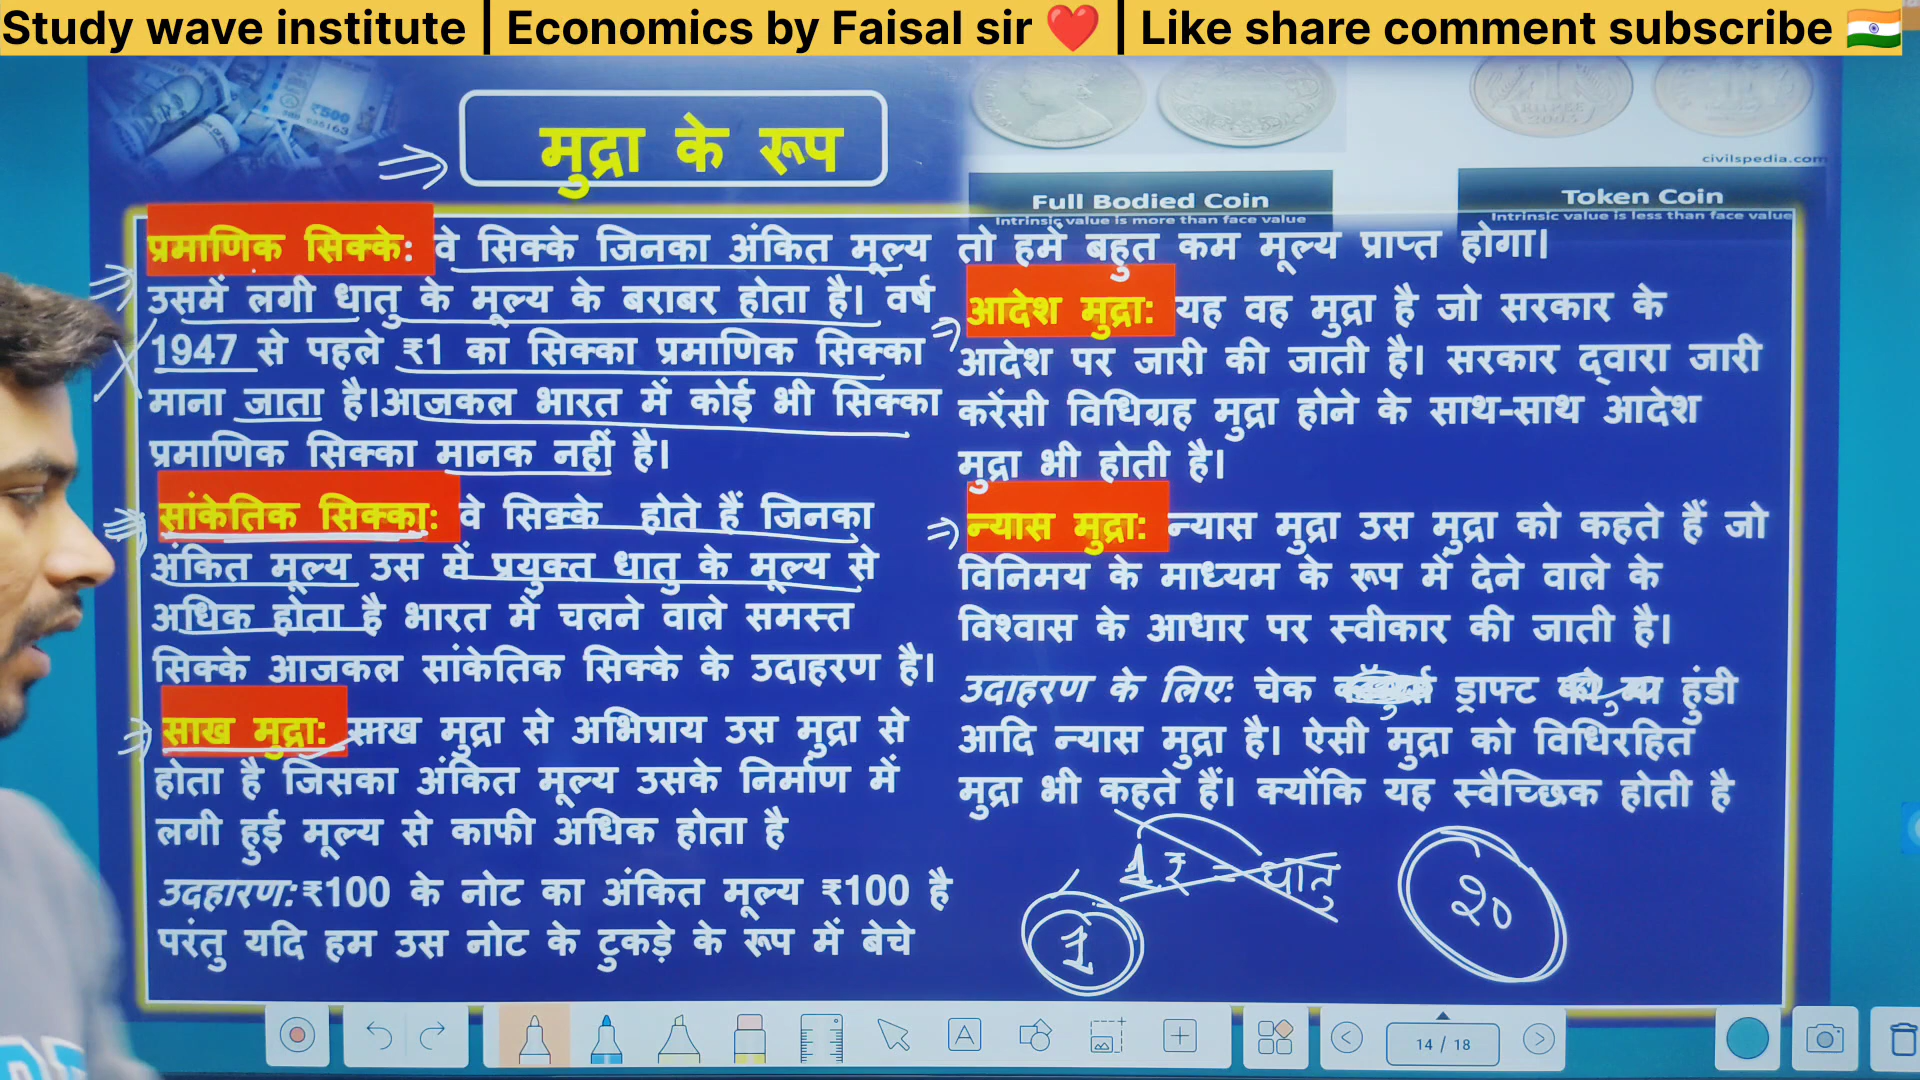 Study wave institute | Economics by Faisal sir ❤️ | Like share comment subscribe 🇮🇳
₹500
RUPEE
2003
civilspedia.com
मुद्रा के रूप
Full Bodied Coin
Intrinsic value is more than face value
Token Coin
Intrinsic value is less than face value
प्रमाणिक सिक्के: वे सिक्के जिनका अंकित मूल्य
उसमें लगी धातु के मूल्य के बराबर होता है। वर्ष
1947 से पहले ₹1 का सिक्का प्रमाणिक सिक्का
माना जाता है।आजकल भारत में कोई भी सिक्का
प्रमाणिक सिक्का मानक नहीं है।
सांकेतिक सिक्का: वे सिक्के होते हैं जिनका
अंकित मूल्य उस में प्रयुक्त धातु के मूल्य से
अधिक होता है भारत में चलने वाले समस्त
सिक्के आजकल सांकेतिक सिक्के के उदाहरण है।
साख मुद्रा: साख मुद्रा से अभिप्राय उस मुद्रा से
होता है जिसका अंकित मूल्य उसके निर्माण में
लगी हुई मूल्य से काफी अधिक होता है
उदहारण:₹100 के नोट का अंकित मूल्य ₹100 है
परंतु यदि हम उस नोट के टुकड़े के रूप में बेचे
तो हमें बहुत कम मूल्य प्राप्त होगा।
आदेश मुद्रा: यह वह मुद्रा है जो सरकार के
आदेश पर जारी की जाती है। सरकार द्वारा जारी
करेंसी विधिग्रह मुद्रा होने के साथ-साथ आदेश
मुद्रा भी होती है।
न्यास मुद्रा: न्यास मुद्रा उस मुद्रा को कहते हैं जो
विनिमय के माध्यम के रूप में देने वाले के
विश्वास के आधार पर स्वीकार की जाती है।
उदाहरण के लिए: चेक ड्राफ्ट हुंडी
आदि न्यास मुद्रा है। ऐसी मुद्रा को विधिरहित
मुद्रा भी कहते हैं। क्योंकि यह स्वैच्छिक होती है
1 ₹ = धातु
1
20
A
14 / 18